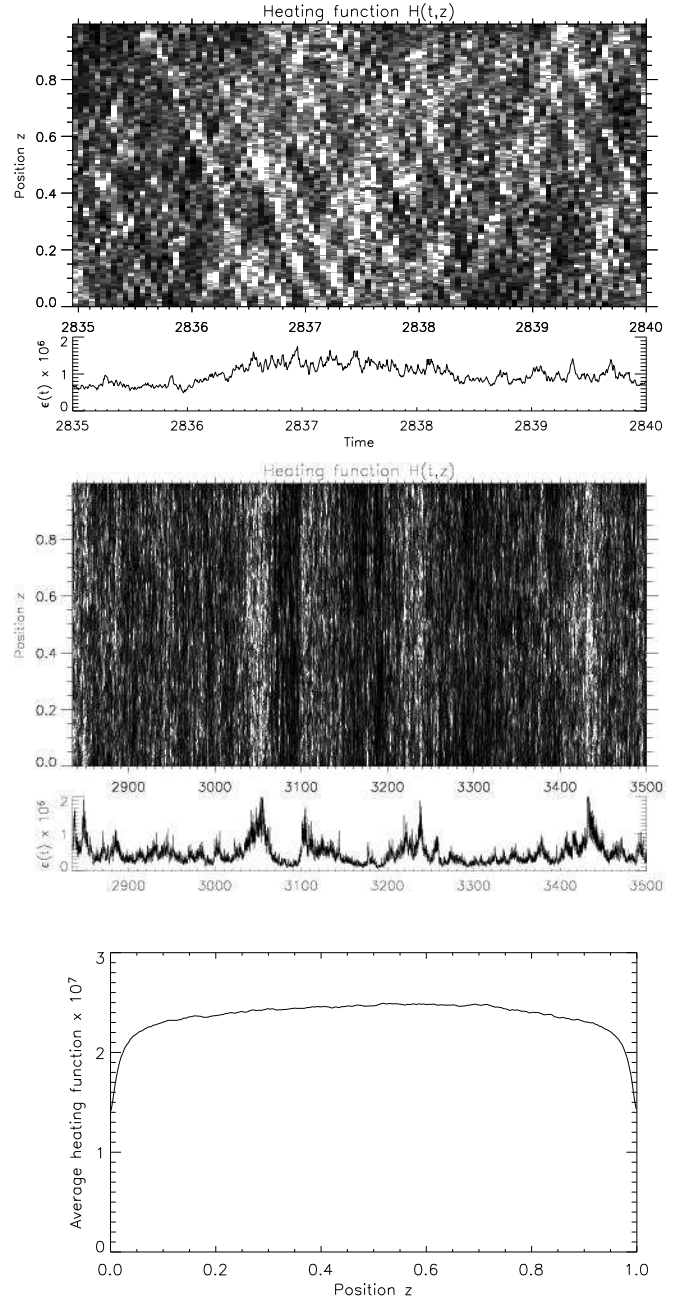 Heating function H(t,z)
Position z
0.8
0.6
0.4
0.2
0.0
2835 2836 2837 2838 2839 2840
ε(t) x 10⁶
2
1
0
2835 2836 2837 2838 2839 2840
Time
Heating function H(t,z)
Position z
0.8
0.6
0.4
0.2
0.0
2900 3000 3100 3200 3300 3400 3500
ε(t) x 10⁶
2
1
0
2900 3000 3100 3200 3300 3400 3500
Average heating function x 10⁷
3
2
1
0
0.0 0.2 0.4 0.6 0.8 1.0
Position z